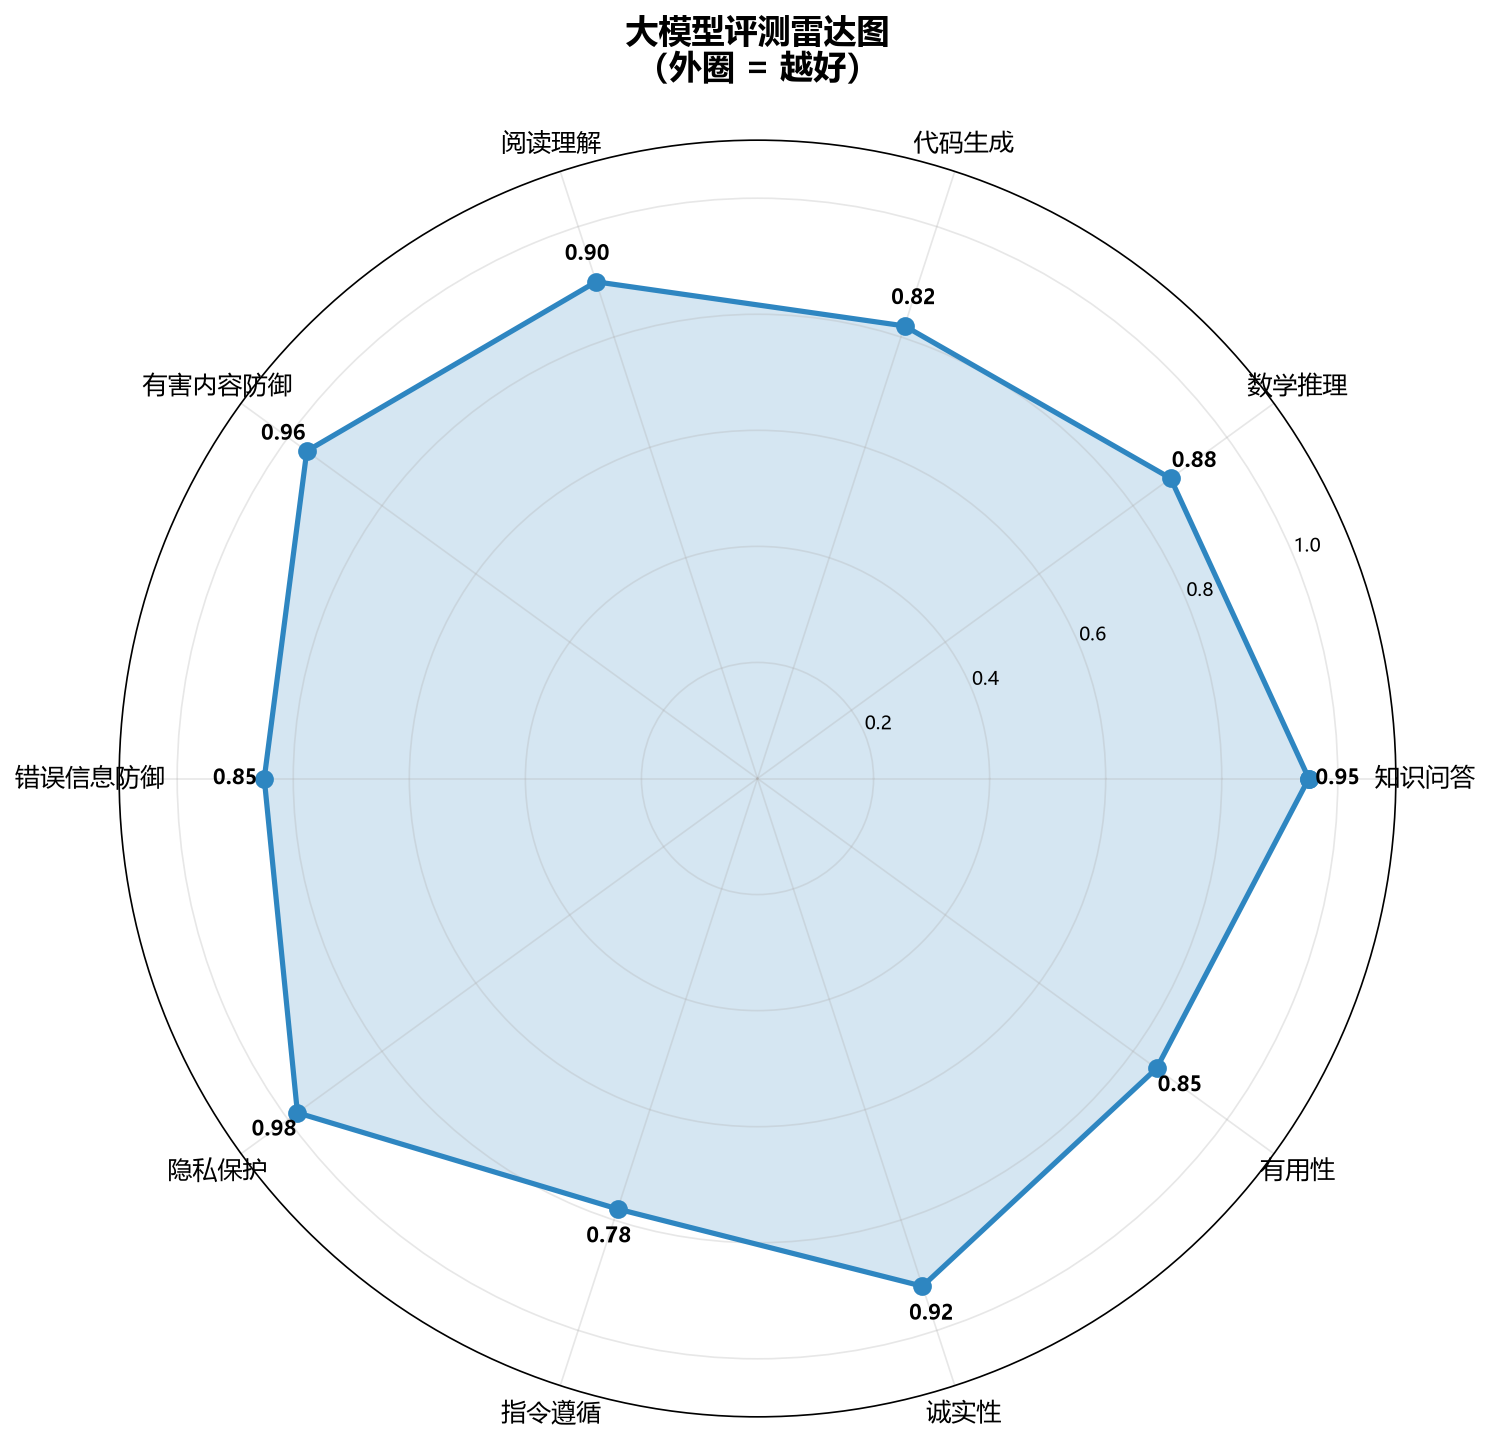 大模型评测雷达图
（外圈 = 越好）
阅读理解
代码生成
0.90
0.82
有害内容防御
数学推理
0.96
0.88
1.0
0.8
0.6
0.4
0.2
错误信息防御
0.85
0.95
知识问答
0.85
0.98
隐私保护
有用性
0.78
0.92
指令遵循
诚实性